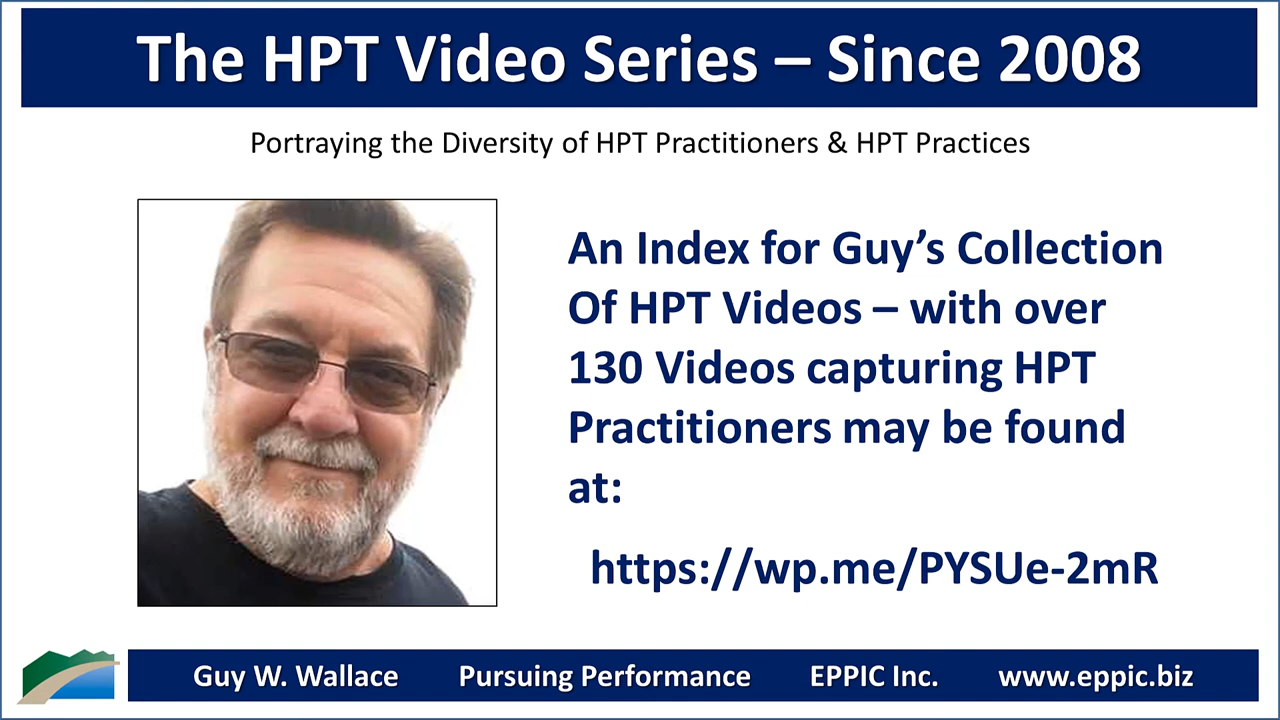 The HPT Video Series – Since 2008
Portraying the Diversity of HPT Practitioners & HPT Practices
An Index for Guy’s Collection
Of HPT Videos – with over
130 Videos capturing HPT
Practitioners may be found
at:
https://wp.me/PYSUe-2mR
Guy W. Wallace Pursuing Performance EPPIC Inc. www.eppic.biz